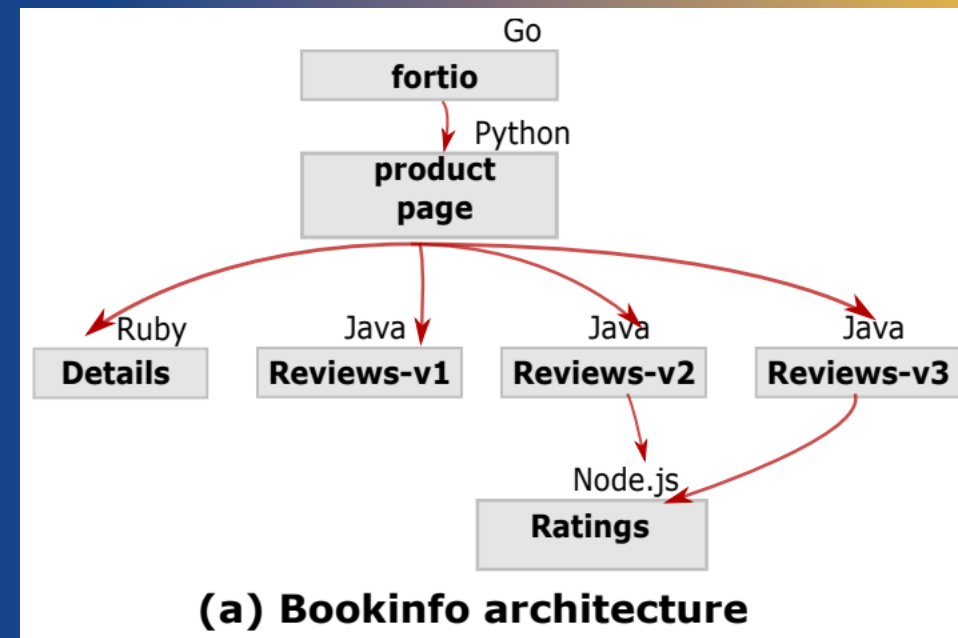 Go
fortio
Python
product
page
Ruby
Java
Java
Java
Details
Reviews-v1
Reviews-v2
Reviews-v3
Node.js
Ratings
(a) Bookinfo architecture